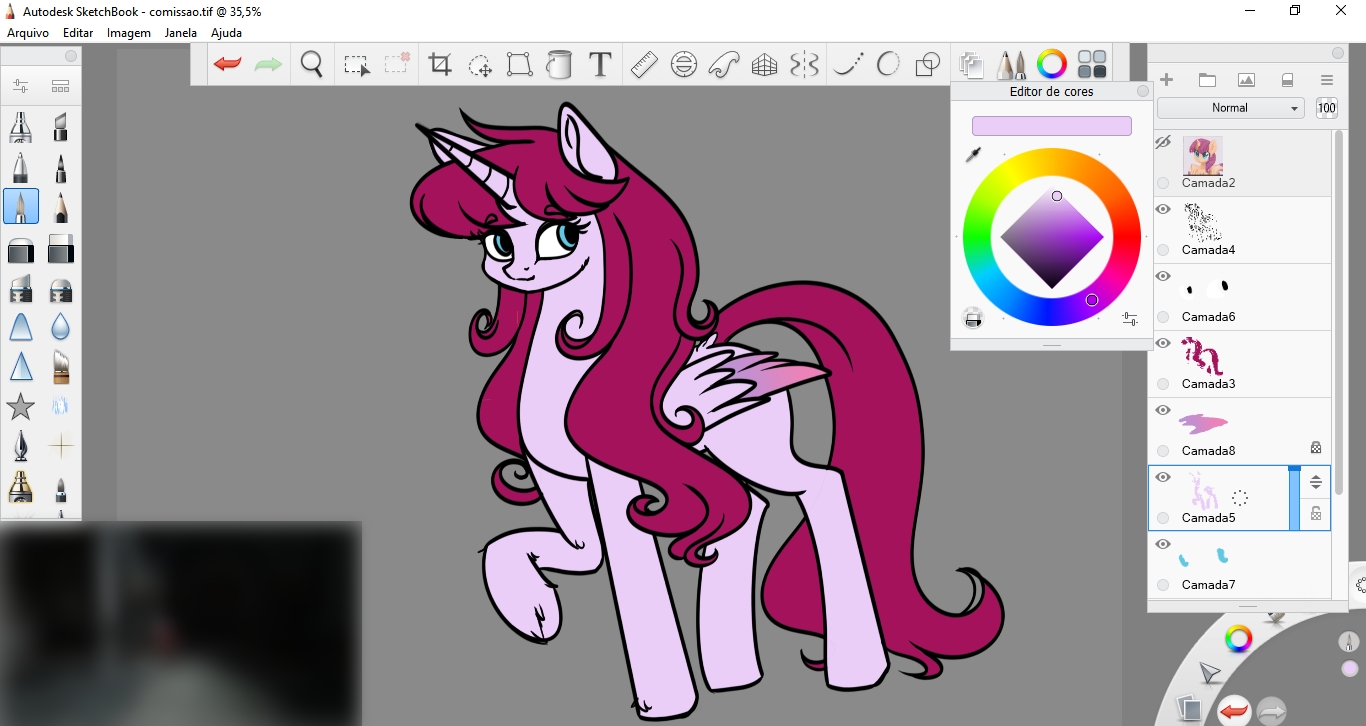 Autodesk SketchBook - comissao.tif @ 35,5%
Arquivo Editar Imagem Janela Ajuda
T
Editor de cores
Normal
100
Camada2
Camada4
Camada6
Camada3
Camada8
Camada5
Camada7